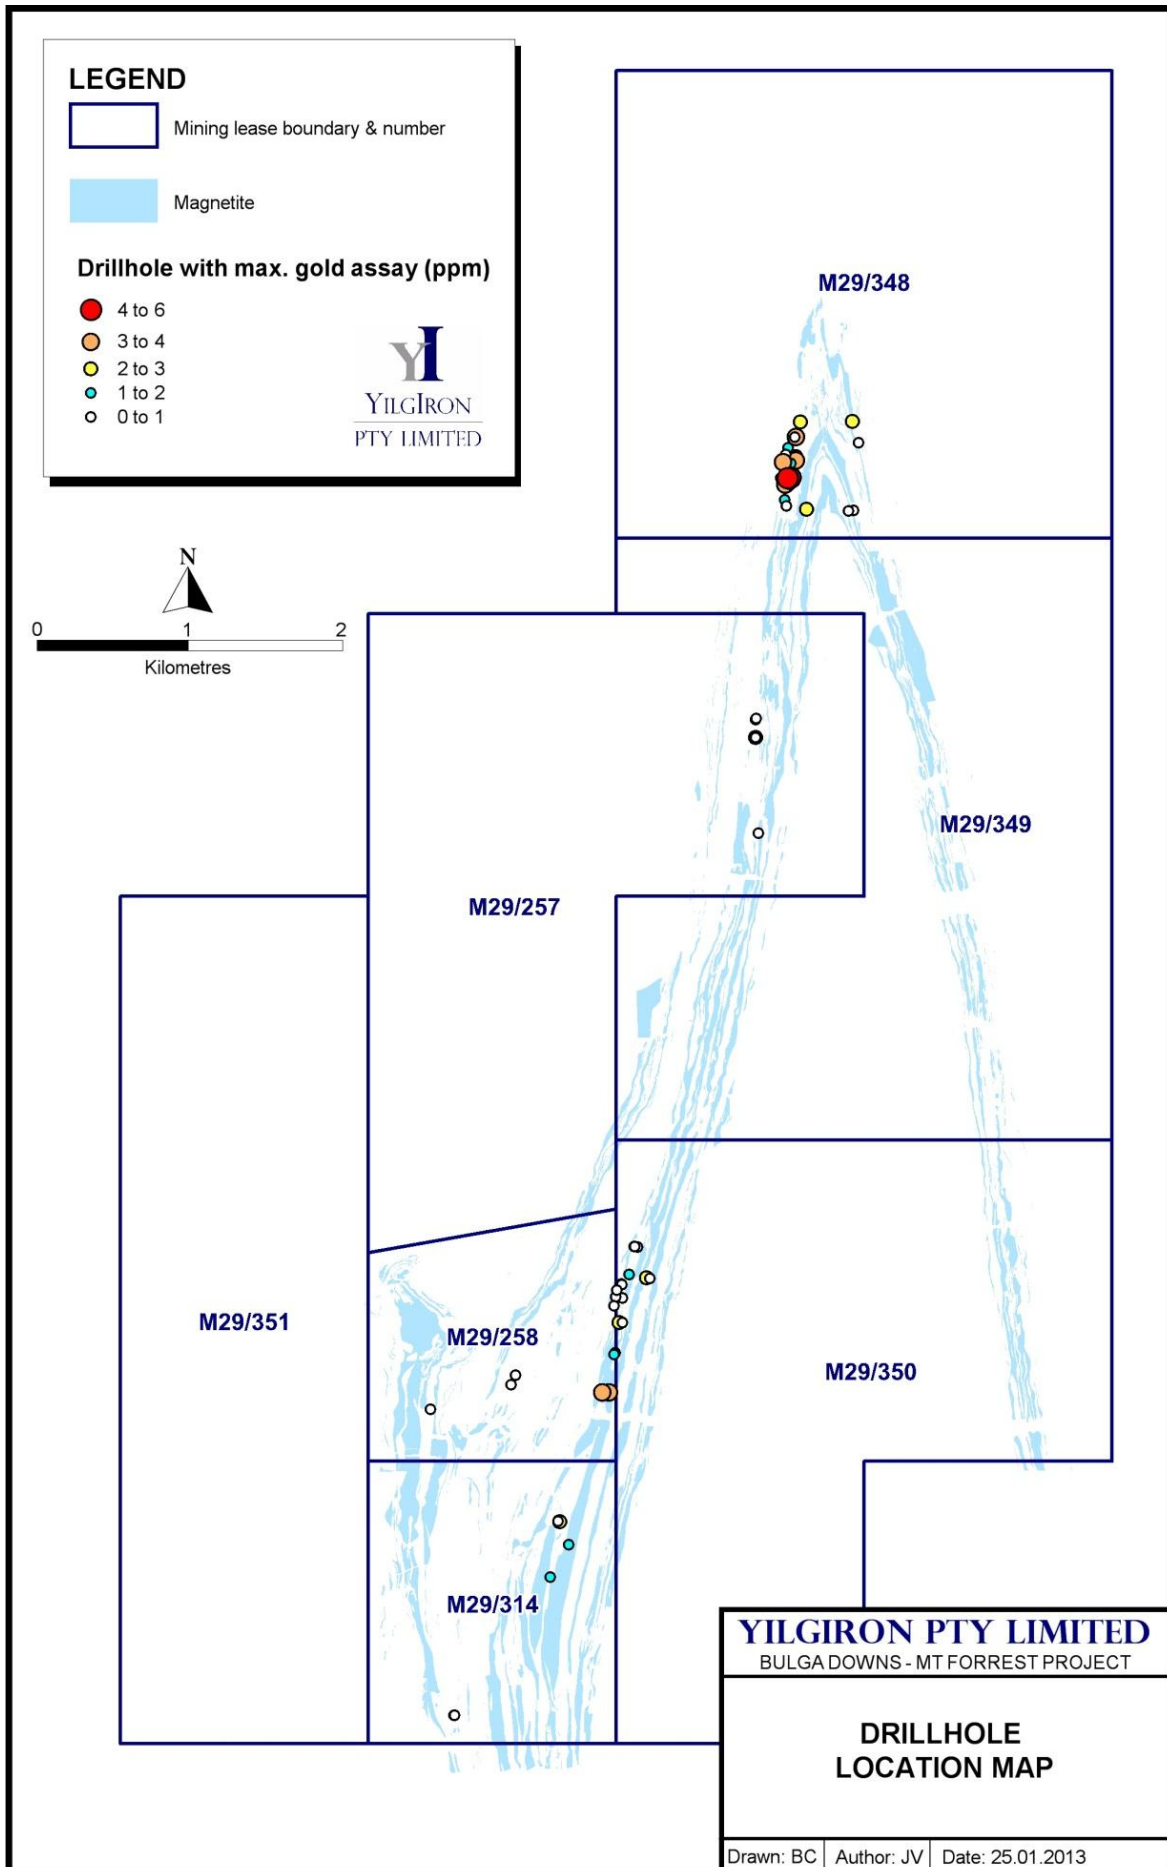 LEGEND
Mining lease boundary & number
Magnetite
Drillhole with max. gold assay (ppm)
4 to 6
3 to 4
2 to 3
1 to 2
0 to 1
YI
YILGIRON
PTY LIMITED
N
0 1 2
Kilometres
M29/348
M29/349
M29/257
M29/351
M29/258
M29/350
M29/314
YILGIRON PTY LIMITED
BULGA DOWNS - MT FORREST PROJECT
DRILLHOLE
LOCATION MAP
Drawn: BC Author: JV Date: 25.01.2013